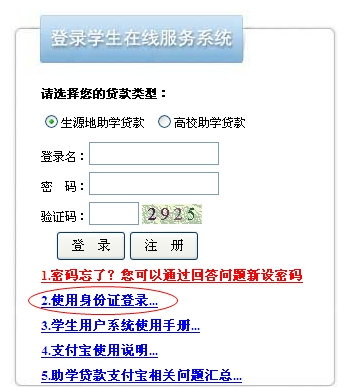 登录学生在线服务系统
请选择您的贷款类型：
生源地助学贷款 高校助学贷款
登录名：
密 码：
验证码： 2925
登 录 注 册
1.密码忘了？您可以通过回答问题新设密码
2.使用身份证登录...
3.学生用户系统使用手册...
4.支付宝使用说明...
5.助学贷款支付宝相关问题汇总...